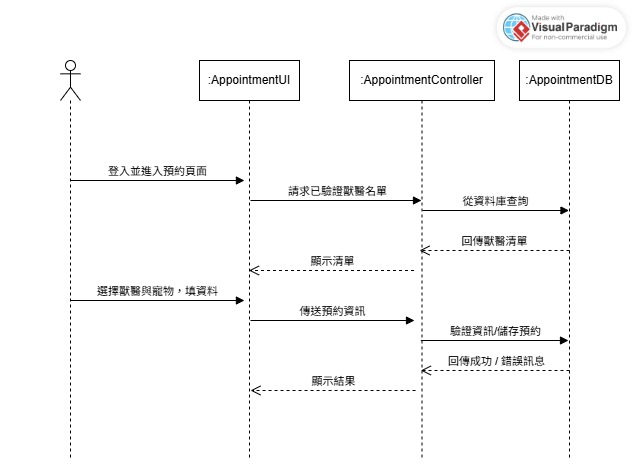 Made with
VisualParadigm
For non-commercial use
:AppointmentUI
:AppointmentController
:AppointmentDB
登入並進入預約頁面
請求已驗證獸醫名單
從資料庫查詢
回傳獸醫清單
顯示清單
選擇獸醫與寵物，填資料
傳送預約資訊
驗證資訊/儲存預約
回傳成功 / 錯誤訊息
顯示結果